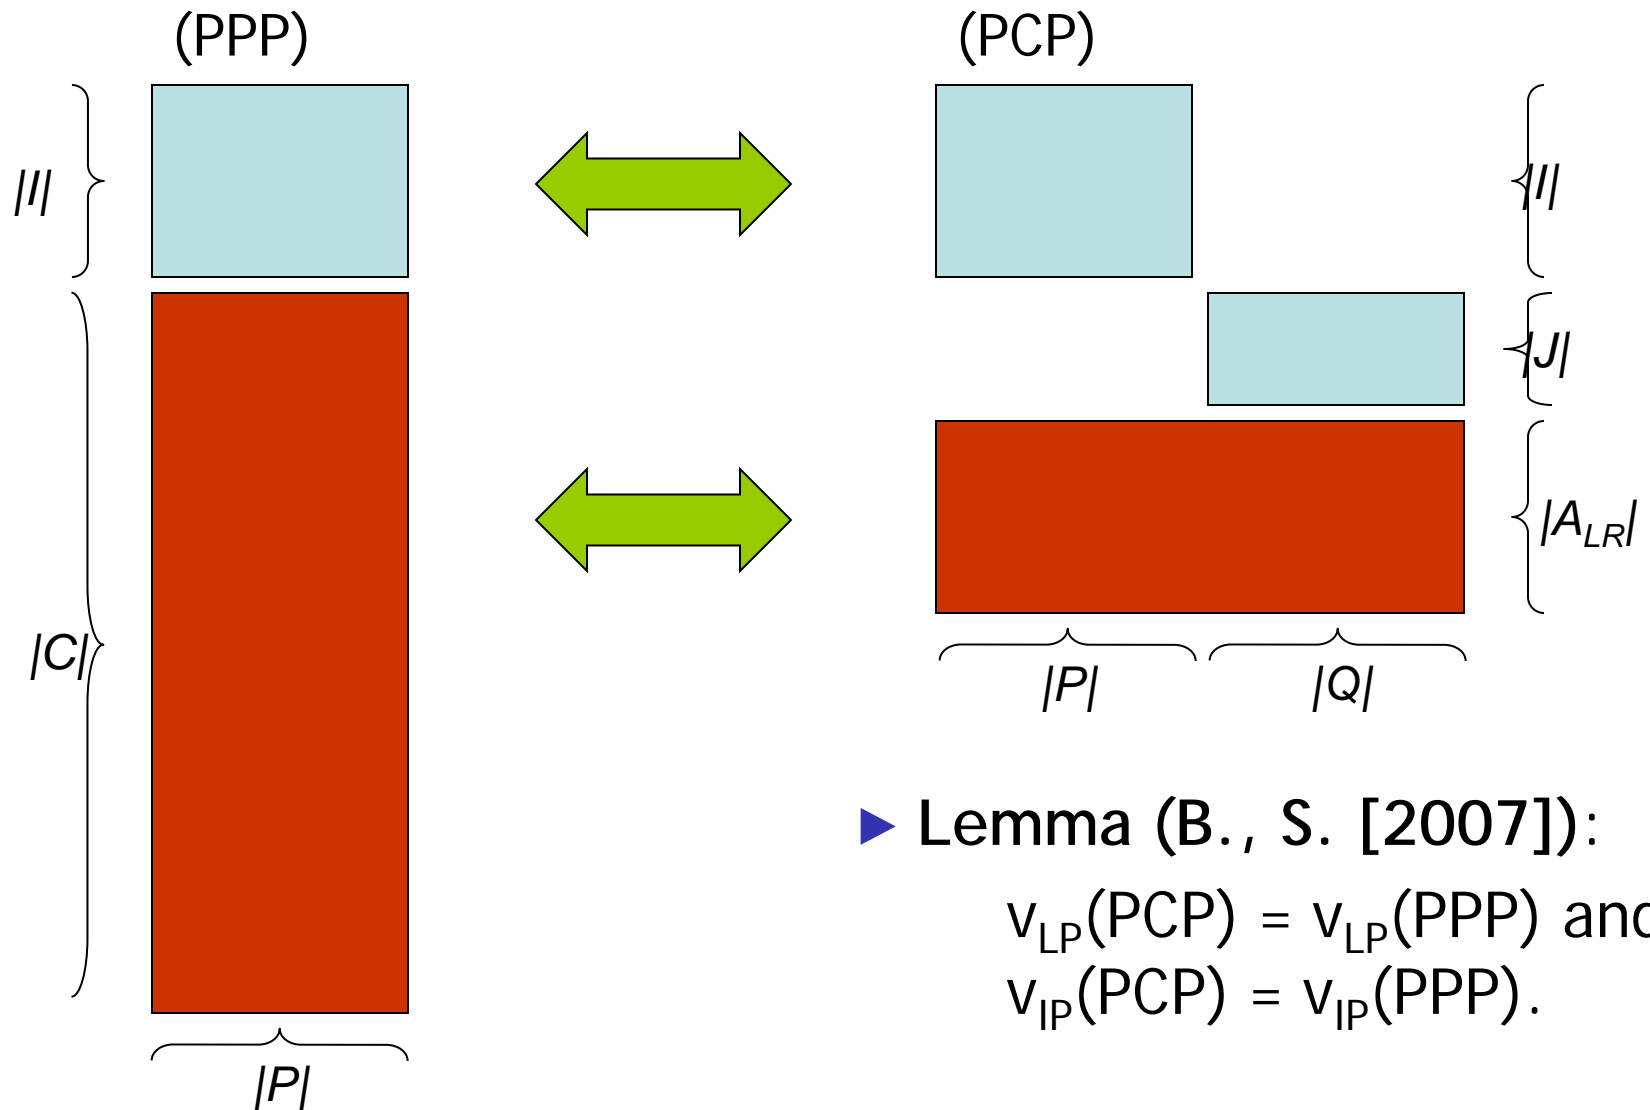 (PPP)
(PCP)
|I|
|I|
|J|
|A_LR|
|C|
|P|
|Q|
|P|
► Lemma (B., S. [2007]):
v_LP(PCP) = v_LP(PPP) and
v_IP(PCP) = v_IP(PPP).